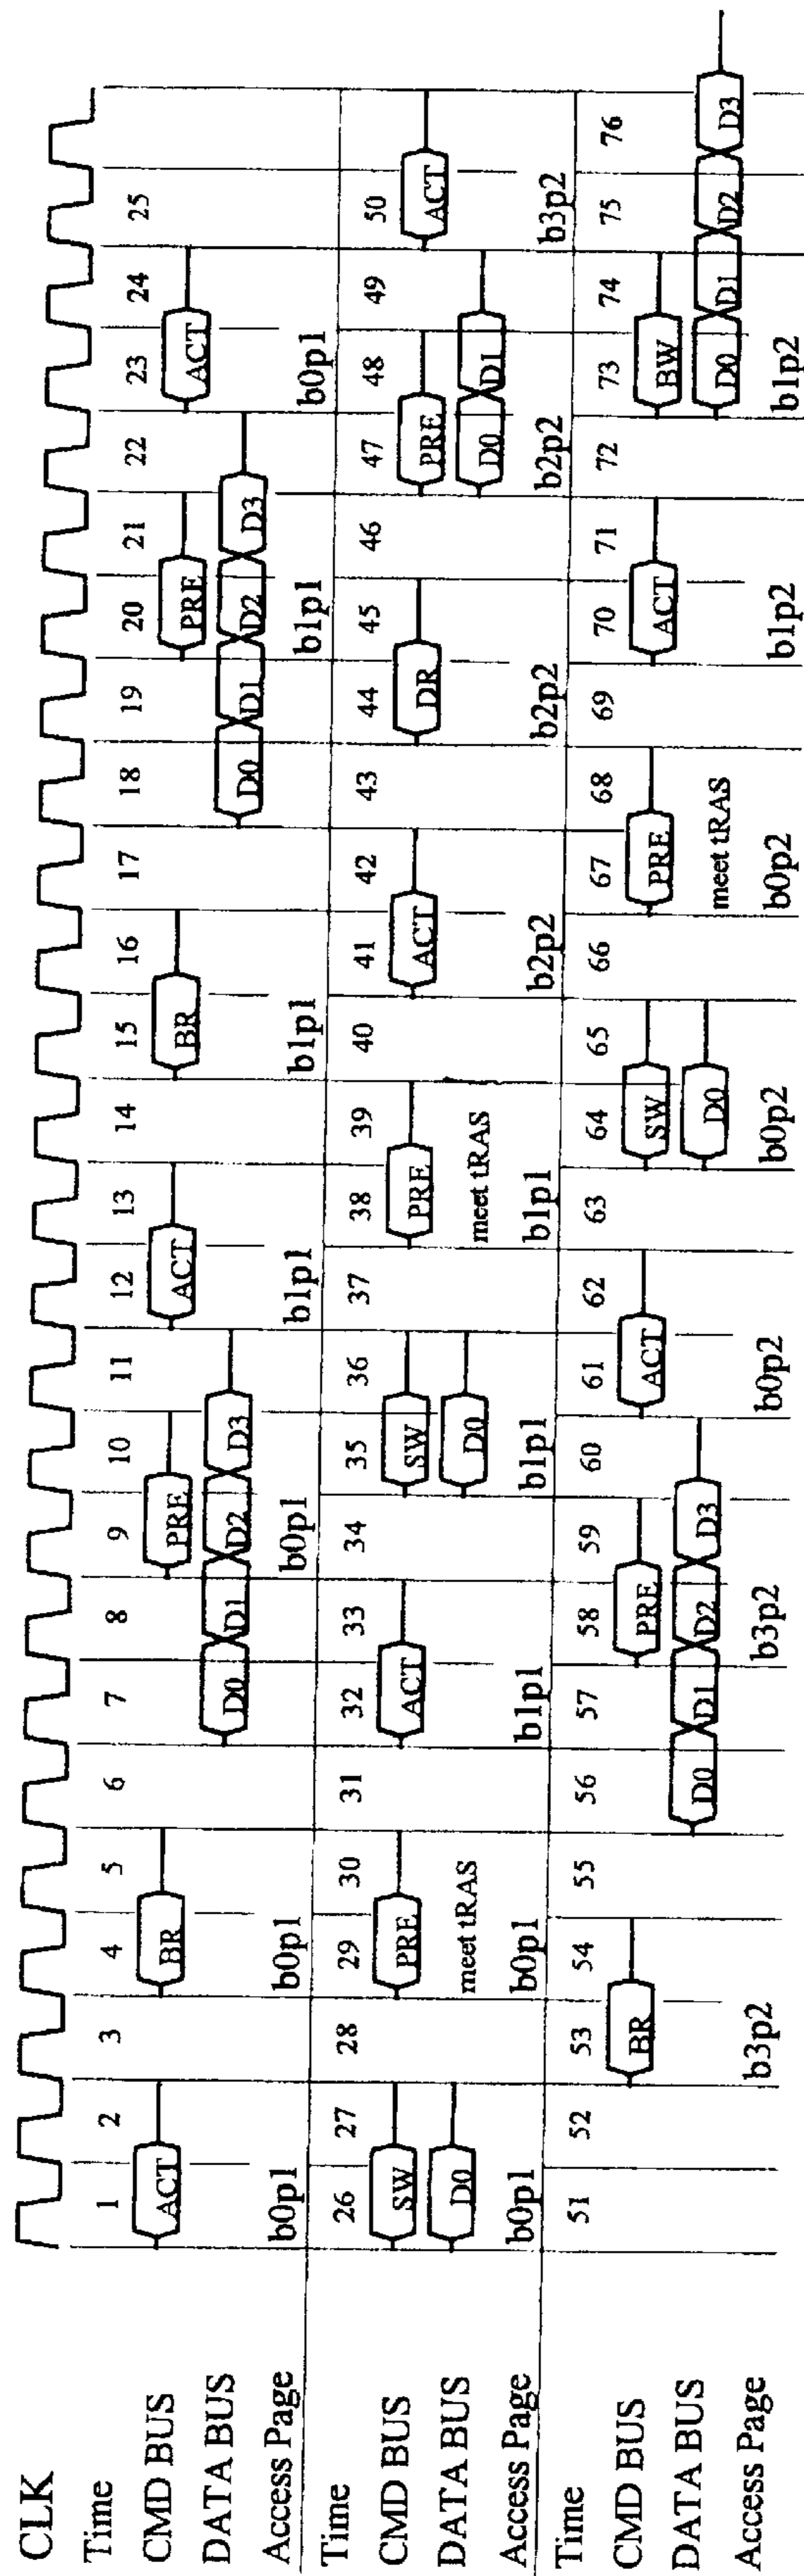 CLK
Time 1 2 3 4 5 6 7 8 9 10 11 12 13 14 15 16 17 18 19 20 21 22 23 24 25
CMD BUS ACT BR PRE ACT BR PRE ACT
DATA BUS D0 D1 D2 D3 D0 D1 D2 D3
Access Page b0p1 b0p1 b0p1 b1p1 b1p1 b1p1 b0p1
Time 26 27 28 29 30 31 32 33 34 35 36 37 38 39 40 41 42 43 44 45 46 47 48 49 50
CMD BUS SW PRE ACT SW PRE ACT DR PRE ACT
DATA BUS D0 meet tRAS D0 meet tRAS D0 D1
Access Page b0p1 b0p1 b1p1 b1p1 b1p1 b2p2 b2p2 b2p2 b3p2
Time 51 52 53 54 55 56 57 58 59 60 61 62 63 64 65 66 67 68 69 70 71 72 73 74 75 76
CMD BUS BR PRE ACT SW PRE ACT BW
DATA BUS D0 D1 D2 D3 D0 meet tRAS D0 D1 D2 D3
Access Page b3p2 b3p2 b0p2 b0p2 b0p2 b1p2 b1p2